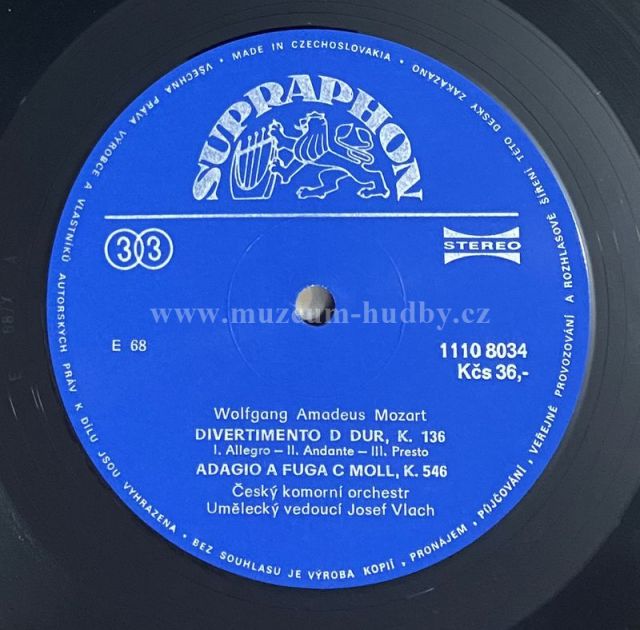 VŠECHNA PRÁVA VÝROBCE A VLASTNÍKŮ AUTORSKÝCH PRÁV K DÍLU JSOU VYHRAZENA • BEZ SOUHLASU JE VÝROBA KOPIÍ, PRONÁJEM, PŮJČOVÁNÍ, VEŘEJNÉ PROVOZOVÁNÍ A ROZHLASOVÉ ŠÍŘENÍ TÉTO DESKY ZAKÁZÁNO • MADE IN CZECHOSLOVAKIA •
SUPRAPHON
33
STEREO
www.muzeum-hudby.cz
E 68
1110 8034
Kčs 36,-
Wolfgang Amadeus Mozart
DIVERTIMENTO D DUR, K. 136
I. Allegro – II. Andante – III. Presto
ADAGIO A FUGA C MOLL, K. 546
Český komorní orchestr
Umělecký vedoucí Josef Vlach